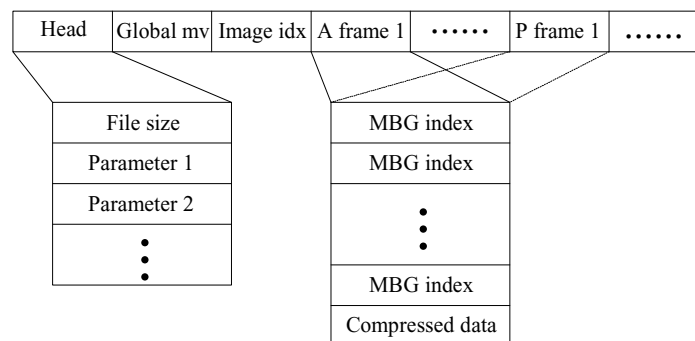 Head Global mv Image idx A frame 1 ...... P frame 1 ......
File size
Parameter 1
Parameter 2
MBG index
MBG index
MBG index
Compressed data